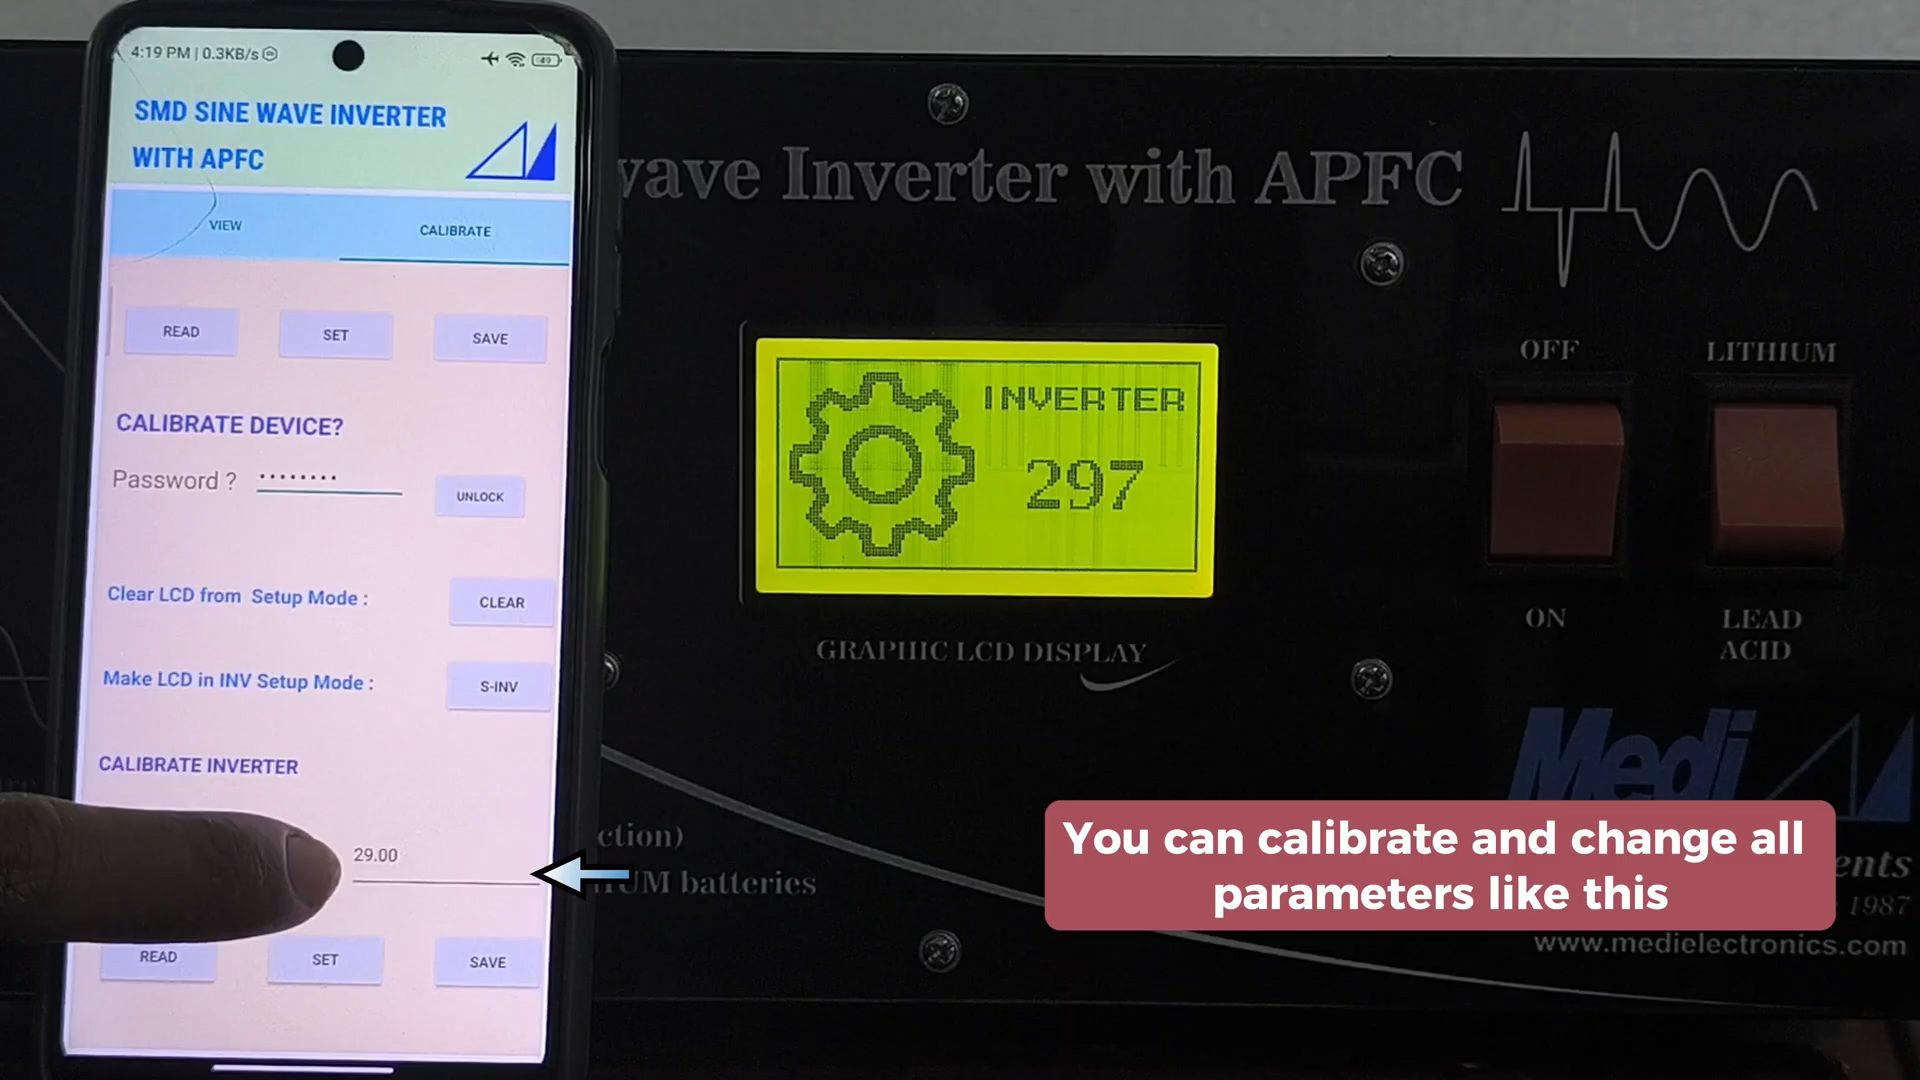 4:19 PM | 0.3KB/s
49
SMD SINE WAVE INVERTER
WITH APFC
VIEW
CALIBRATE
READ
SET
SAVE
CALIBRATE DEVICE?
Password ?
UNLOCK
Clear LCD from Setup Mode :
CLEAR
Make LCD in INV Setup Mode :
S-INV
CALIBRATE INVERTER
29.00
READ
SET
SAVE
wave Inverter with APFC
INVERTER
297
GRAPHIC LCD DISPLAY
OFF
LITHIUM
ON
LEAD
ACID
Medi
ction)
IUM batteries
You can calibrate and change all
parameters like this
ents
1987
www.medielectronics.com